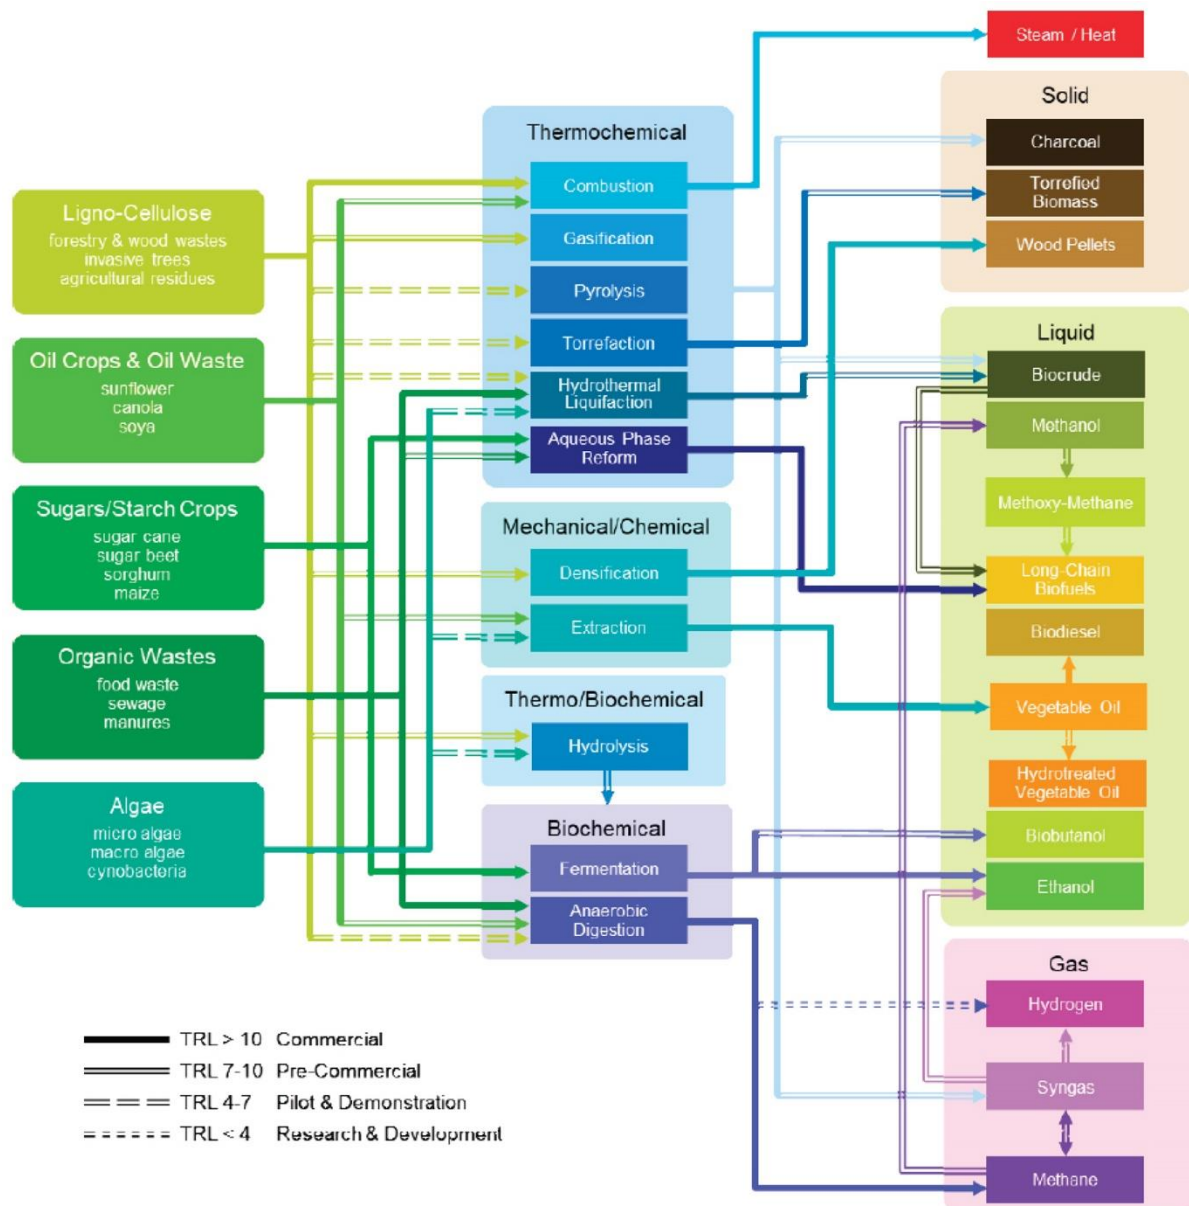 Steam / Heat
Solid
Charcoal
Torrefied
Biomass
Wood Pellets
Thermochemical
Combustion
Gasification
Pyrolysis
Torrefaction
Hydrothermal
Liquifaction
Aqueous Phase
Reform
Ligno-Cellulose
forestry & wood wastes
invasive trees
agricultural residues
Oil Crops & Oil Waste
sunflower
canola
soya
Sugars/Starch Crops
sugar cane
sugar beet
sorghum
maize
Organic Wastes
food waste
sewage
manures
Algae
micro algae
macro algae
cynobacteria
Mechanical/Chemical
Densification
Extraction
Thermo/Biochemical
Hydrolysis
Biochemical
Fermentation
Anaerobic
Digestion
Liquid
Biocrude
Methanol
Methoxy-Methane
Long-Chain
Biofuels
Biodiesel
Vegetable Oil
Hydrotreated
Vegetable Oil
Biobutanol
Ethanol
Gas
Hydrogen
Syngas
Methane
TRL > 10 Commercial
TRL 7-10 Pre-Commercial
TRL 4-7 Pilot & Demonstration
TRL < 4 Research & Development